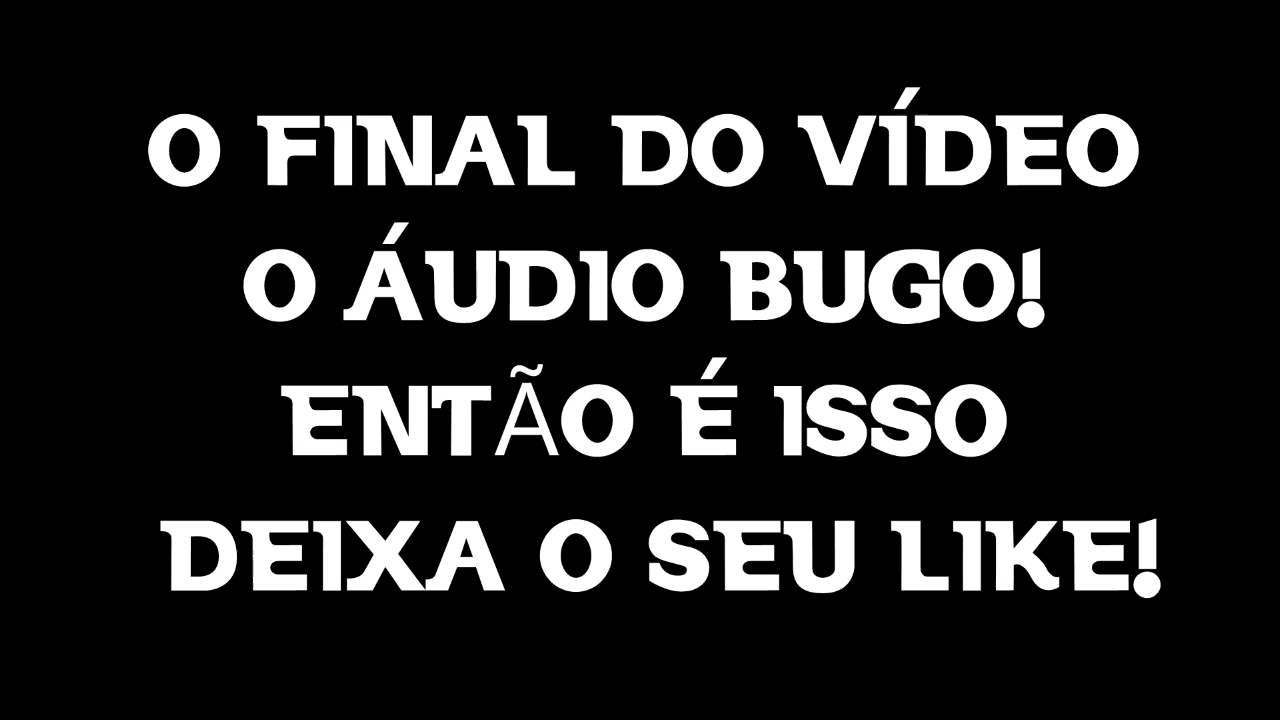 O FINAL DO VÍDEO
O ÁUDIO BUGO!
ENTÃO É ISSO
DEIXA O SEU LIKE!